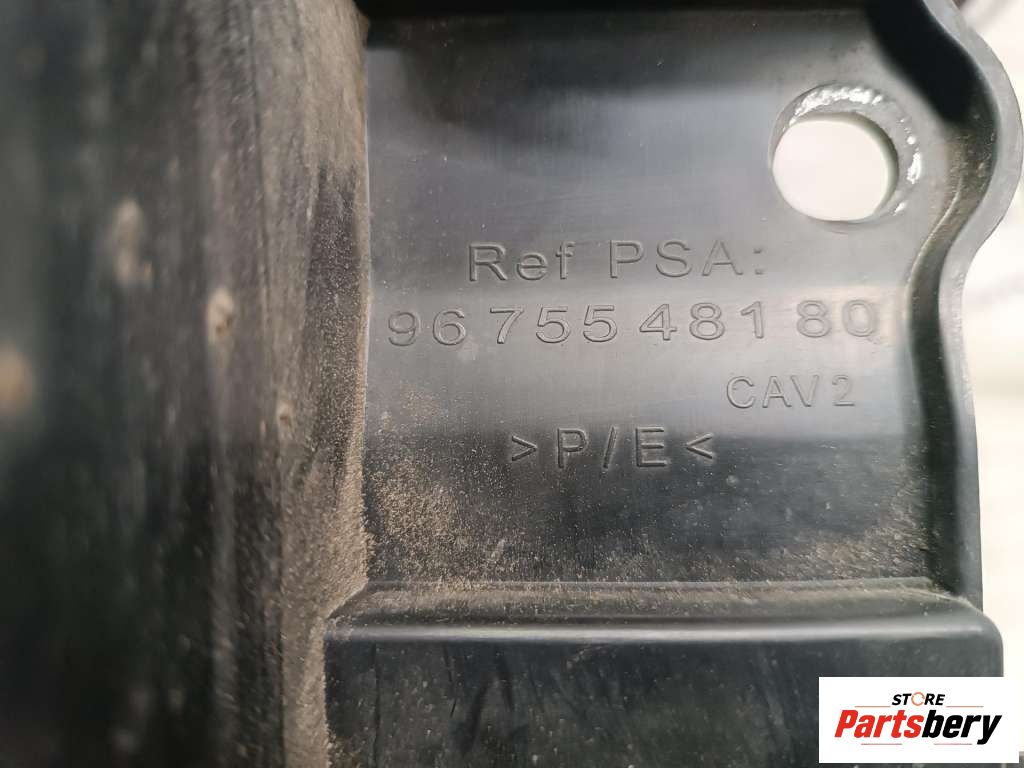 Ref PSA:
96 755 481 80
CAV2
>P/E<
STORE
Partsbery